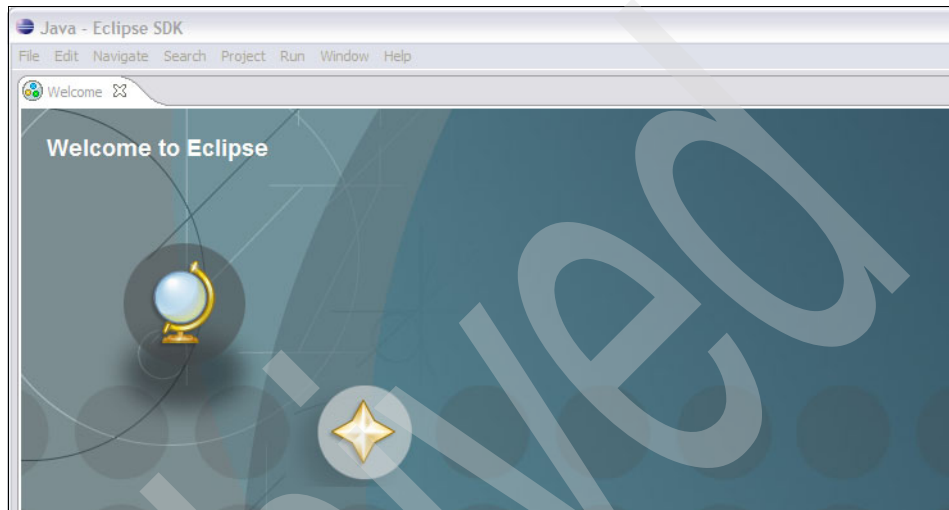 Java - Eclipse SDK
File Edit Navigate Search Project Run Window Help
Welcome
Welcome to Eclipse